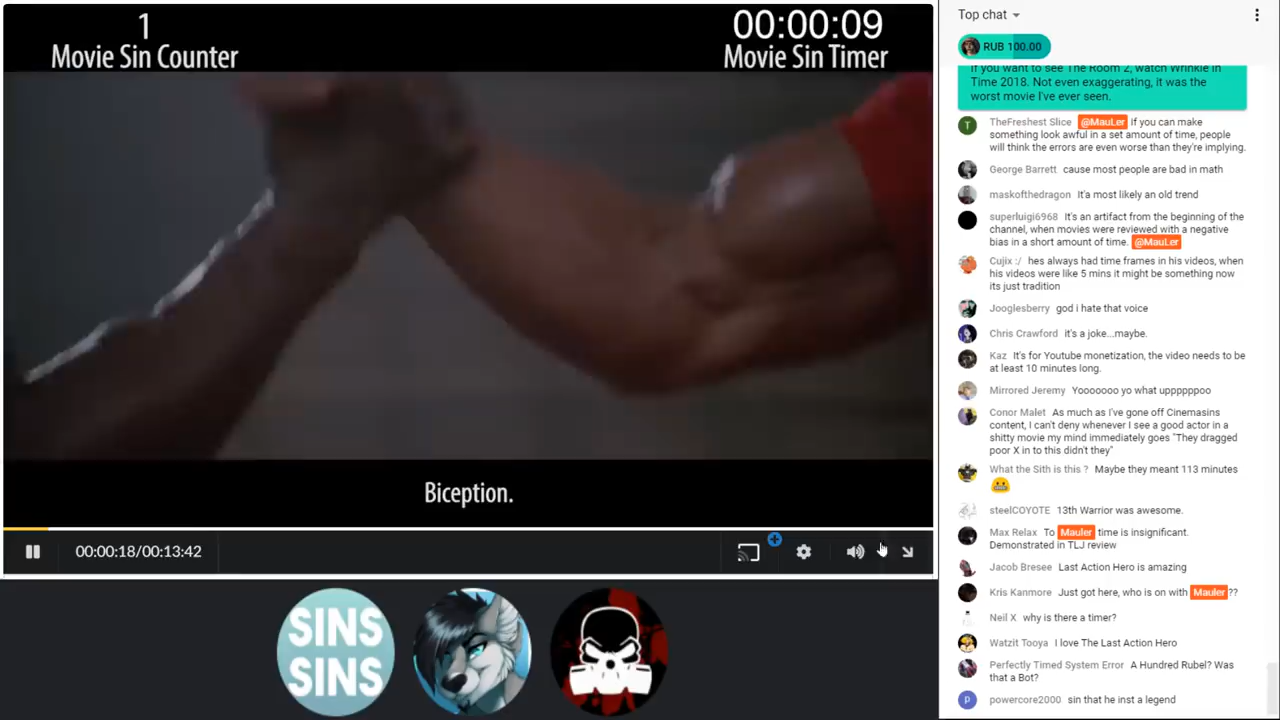 1
Movie Sin Counter
00:00:09
Movie Sin Timer
Biception.
00:00:18/00:13:42
SINS
SINS
Top chat
RUB 100.00
If you want to see The Room 2, watch Wrinkle in
Time 2018. Not even exaggerating, it was the
worst movie I've ever seen.
T
TheFreshest Slice @MauLer If you can make
something look awful in a set amount of time, people
will think the errors are even worse than they're implying.
George Barrett cause most people are bad in math
maskofthedragon It'a most likely an old trend
superluigi6968 It's an artifact from the beginning of the
channel, when movies were reviewed with a negative
bias in a short amount of time. @MauLer
Cujix :/ hes always had time frames in his videos, when
his videos were like 5 mins it might be something now
its just tradition
Jooglesberry god i hate that voice
Chris Crawford it's a joke...maybe.
Kaz It's for Youtube monetization, the video needs to be
at least 10 minutes long.
Mirrored Jeremy Yooooooo yo what uppppppoo
Conor Malet As much as I've gone off Cinemasins
content, I can't deny whenever I see a good actor in a
shitty movie my mind immediately goes "They dragged
poor X in to this didn't they"
What the Sith is this ? Maybe they meant 113 minutes
steelCOYOTE 13th Warrior was awesome.
Max Relax To Mauler time is insignificant.
Demonstrated in TLJ review
Jacob Bresee Last Action Hero is amazing
Kris Kanmore Just got here, who is on with Mauler ??
Neil X why is there a timer?
Watzit Tooya I love The Last Action Hero
Perfectly Timed System Error A Hundred Rubel? Was
that a Bot?
P
powercore2000 sin that he inst a legend